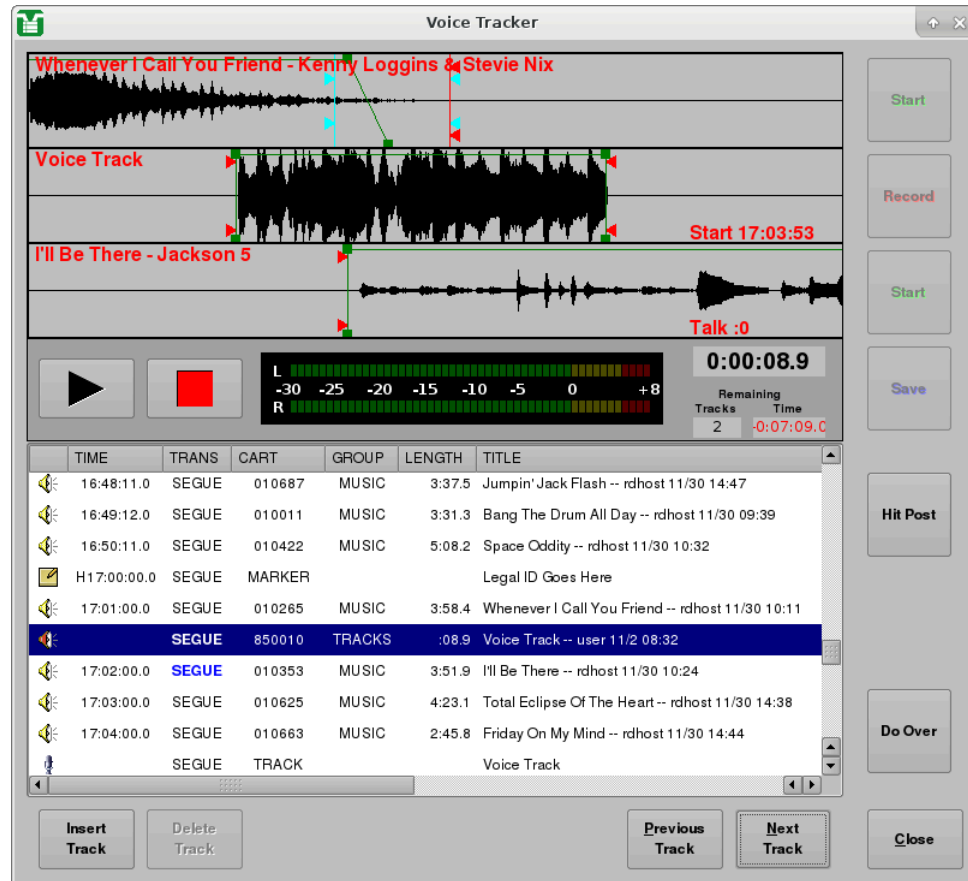 Voice Tracker
Whenever I Call You Friend - Kenny Loggins & Stevie Nix
Start
Voice Track
Record
Start 17:03:53
I'll Be There - Jackson 5
Start
Talk :0
L
-30 -25 -20 -15 -10 -5 0 +8
R
0:00:08.9
Remaining
Tracks Time
2 -0:07:09.0
Save
TIME TRANS CART GROUP LENGTH TITLE
16:48:11.0 SEGUE 010687 MUSIC 3:37.5 Jumpin' Jack Flash -- rdhost 11/30 14:47
16:49:12.0 SEGUE 010011 MUSIC 3:31.3 Bang The Drum All Day -- rdhost 11/30 09:39
Hit Post
16:50:11.0 SEGUE 010422 MUSIC 5:08.2 Space Oddity -- rdhost 11/30 10:32
H17:00:00.0 SEGUE MARKER Legal ID Goes Here
17:01:00.0 SEGUE 010265 MUSIC 3:58.4 Whenever I Call You Friend -- rdhost 11/30 10:11
SEGUE 850010 TRACKS :08.9 Voice Track -- user 11/2 08:32
17:02:00.0 SEGUE 010353 MUSIC 3:51.9 I'll Be There -- rdhost 11/30 10:24
17:03:00.0 SEGUE 010625 MUSIC 4:23.1 Total Eclipse Of The Heart -- rdhost 11/30 14:38
17:04:00.0 SEGUE 010663 MUSIC 2:45.8 Friday On My Mind -- rdhost 11/30 14:44
Do Over
SEGUE TRACK Voice Track
Insert Track
Delete Track
Previous Track
Next Track
Close